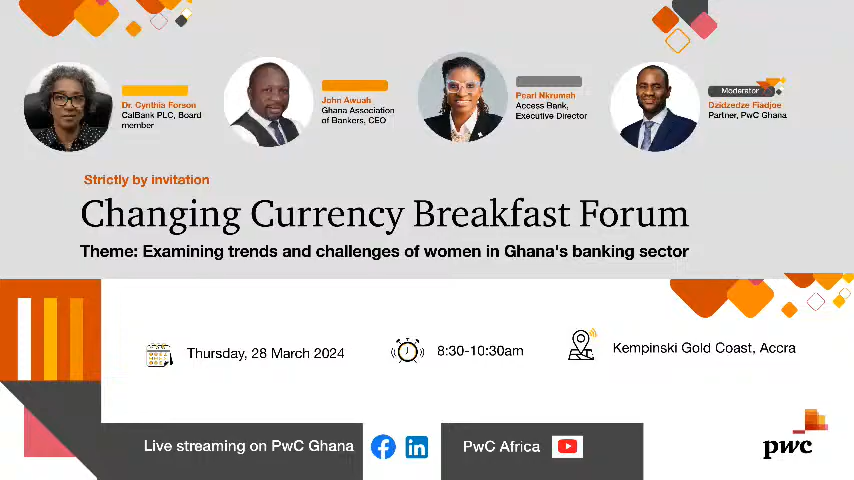 Dr. Cynthia Forson
CalBank PLC, Board
member
John Awuah
Ghana Association
of Bankers, CEO
Pearl Nkrumah
Access Bank,
Executive Director
Moderator
Dzidzedze Fiadjoe
Partner, PwC Ghana
Strictly by invitation
Changing Currency Breakfast Forum
Theme: Examining trends and challenges of women in Ghana's banking sector
Thursday, 28 March 2024
8:30-10:30am
Kempinski Gold Coast, Accra
Live streaming on PwC Ghana
PwC Africa
pwc